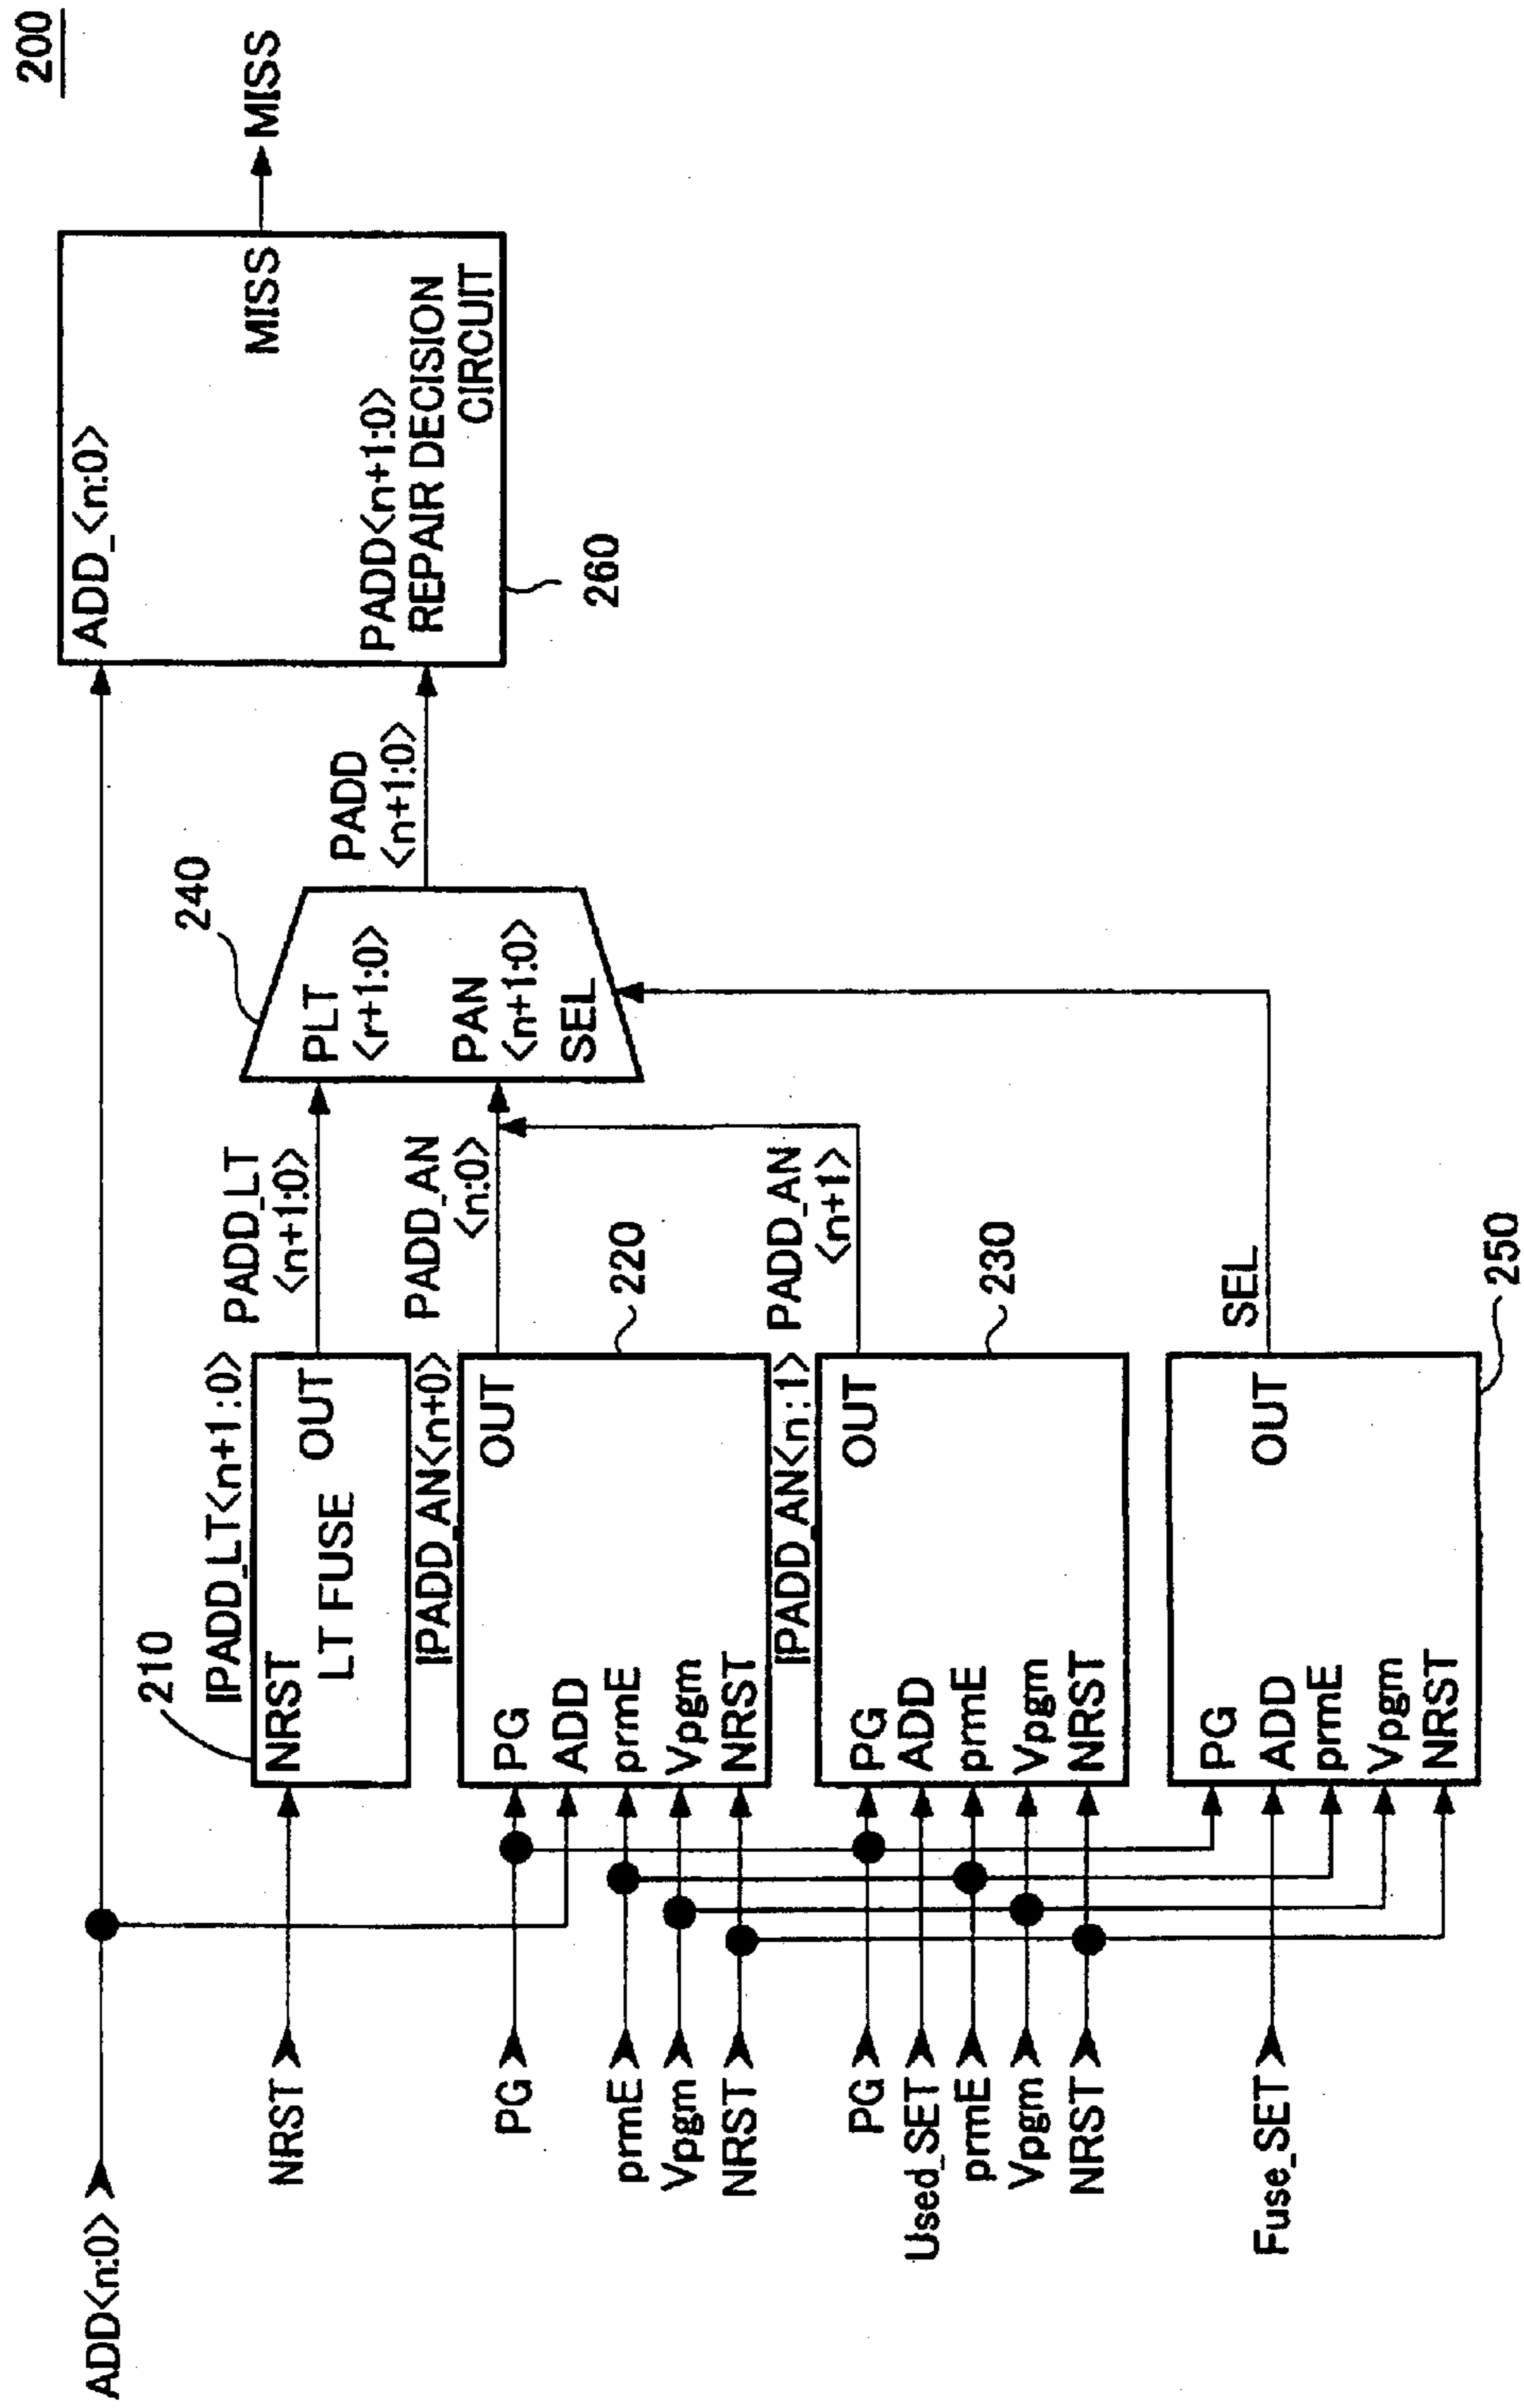 200
ADD<n:0>
ADD_<n:0>
MISS
MISS
PADD<n+1:0>
REPAIR DECISION
CIRCUIT
260
PADD
<n+1:0>
240
PLT
<r+1:0>
PAN
<n+1:0>
SEL
210
IPADD_LT<n+1:0>
PADD_LT
<n+1:0>
NRST
NRST
LT FUSE
OUT
IPADD_AN<n+0>
PADD_AN
<n:0>
220
PG
prmE
Vpgm
NRST
PG
ADD
prmE
Vpgm
NRST
OUT
IPADD_AN<n:1>
PADD_AN
<n+1>
230
PG
Used_SET
prmE
Vpgm
NRST
PG
ADD
prmE
Vpgm
NRST
OUT
Fuse_SET
PG
ADD
prmE
Vpgm
NRST
OUT
SEL
250